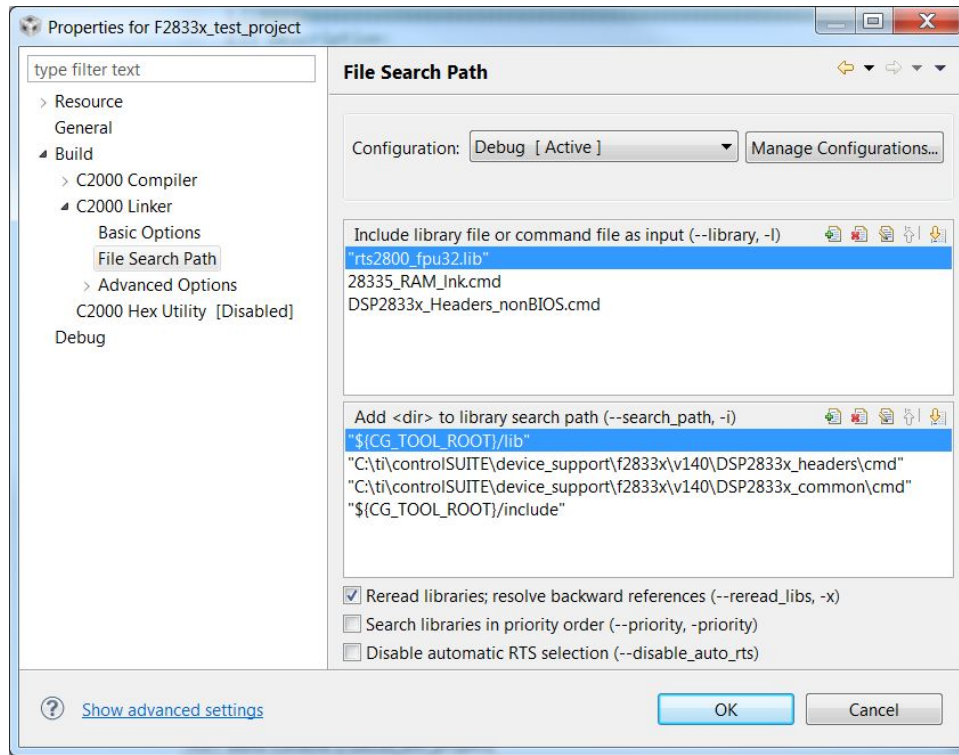 Properties for F2833x_test_project
type filter text
Resource
General
Build
C2000 Compiler
C2000 Linker
Basic Options
File Search Path
Advanced Options
C2000 Hex Utility [Disabled]
Debug
File Search Path
Configuration: Debug [ Active ] Manage Configurations...
Include library file or command file as input (--library, -l)
"rts2800_fpu32.lib"
28335_RAM_lnk.cmd
DSP2833x_Headers_nonBIOS.cmd
Add <dir> to library search path (--search_path, -i)
"${CG_TOOL_ROOT}/lib"
"C:\ti\controlSUITE\device_support\f2833x\v140\DSP2833x_headers\cmd"
"C:\ti\controlSUITE\device_support\f2833x\v140\DSP2833x_common\cmd"
"${CG_TOOL_ROOT}/include"
Reread libraries; resolve backward references (--reread_libs, -x)
Search libraries in priority order (--priority, -priority)
Disable automatic RTS selection (--disable_auto_rts)
? Show advanced settings OK Cancel